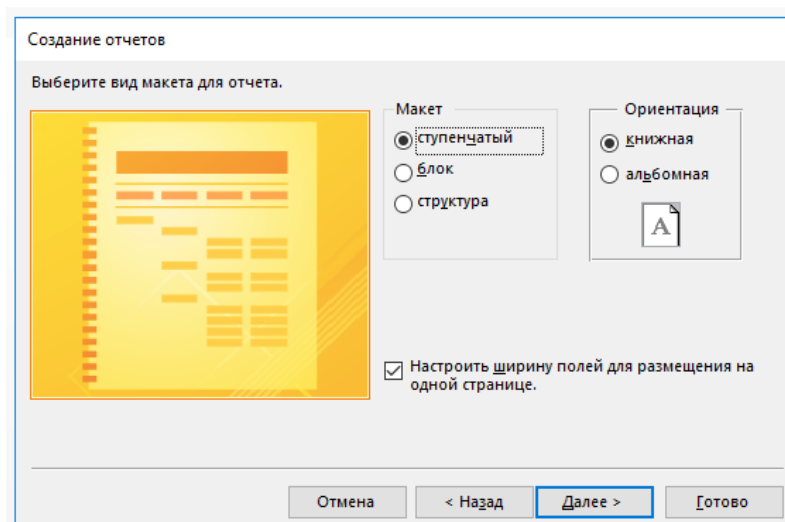 Создание отчетов
Выберите вид макета для отчета.
Макет
ступенчатый
блок
структура
Ориентация
книжная
альбомная
A
Настроить ширину полей для размещения на
одной странице.
Отмена
< Назад
Далее >
Готово